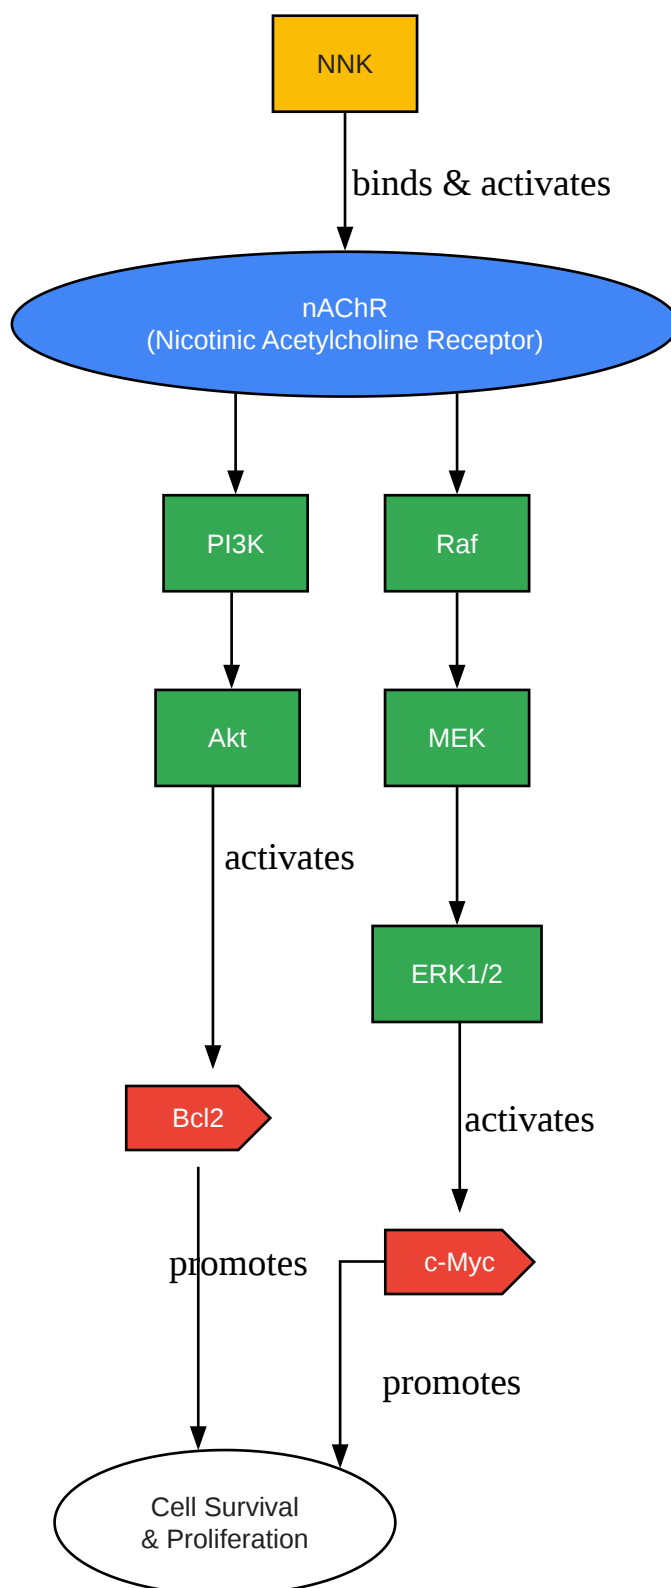 NNK
binds & activates
nAChR
(Nicotinic Acetylcholine Receptor)
PI3K
Raf
Akt
MEK
activates
ERK1/2
Bcl2
activates
promotes
c-Myc
promotes
Cell Survival
& Proliferation